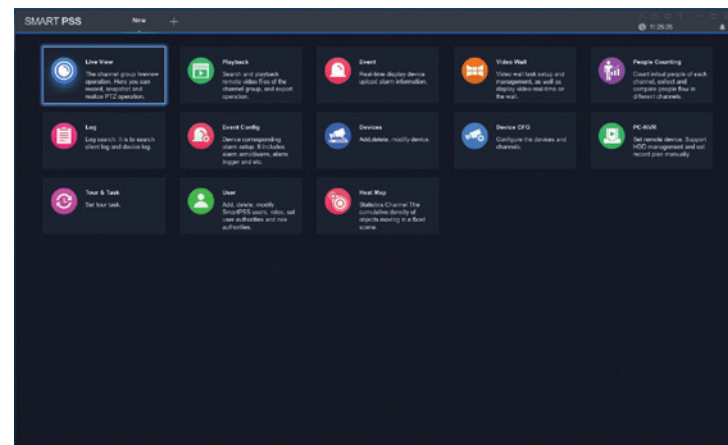 SMART PSS
New
11:26:26
Live View
The channel group liveview
operation. Here you can
record, snapshot and
realize PTZ operation.
Playback
Search and playback
remote video files of the
channel group, and export
operation.
Event
Real-time display device
upload alarm information.
Video Wall
Video wall task setup and
management, as well as
display video real-time on
the wall.
People Counting
Count in/out people of each
channel, collect and
compare people flow in
different channels.
Log
Log search. It is to search
client log and device log.
Event Config
Device corresponding
alarm setup. It includes
alarm arm/disarm, alarm
trigger and etc.
Devices
Add,delete, modify device.
Device CFG
Configure the devices and
channels.
PC-NVR
Set remote device. Support
HDD management and set
record plan manually.
Tour & Task
Set tour task.
User
Add, delete, modify
SmartPSS users, roles, set
user authorities and role
authorities.
Heat Map
Statistics Channel The
cumulative density of
objects moving in a fixed
scene.